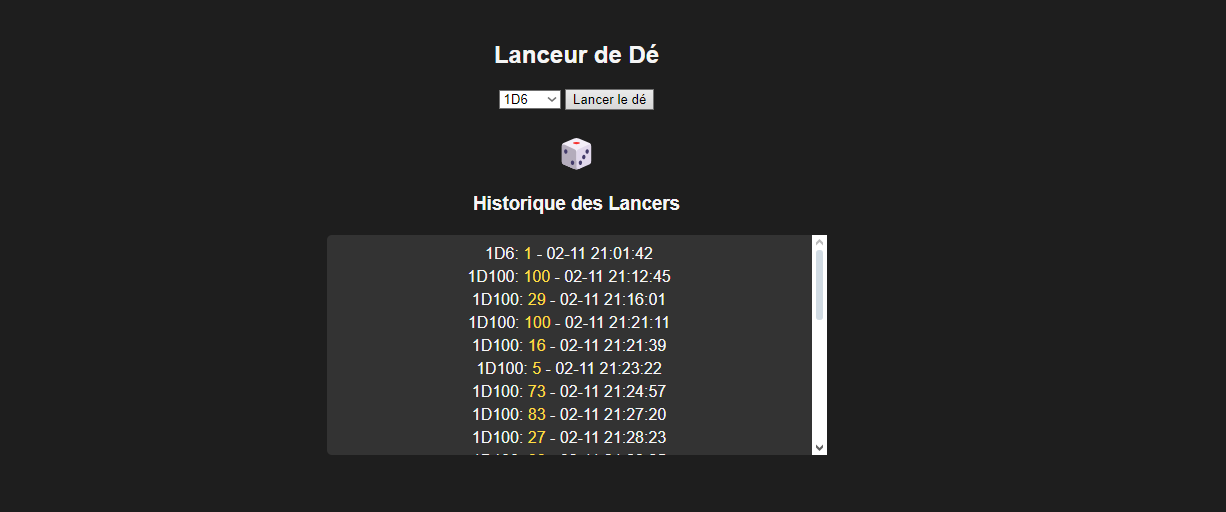 Lanceur de Dé
1D6 Lancer le dé
Historique des Lancers
1D6: 1 - 02-11 21:01:42
1D100: 100 - 02-11 21:12:45
1D100: 29 - 02-11 21:16:01
1D100: 100 - 02-11 21:21:11
1D100: 16 - 02-11 21:21:39
1D100: 5 - 02-11 21:23:22
1D100: 73 - 02-11 21:24:57
1D100: 83 - 02-11 21:27:20
1D100: 27 - 02-11 21:28:23